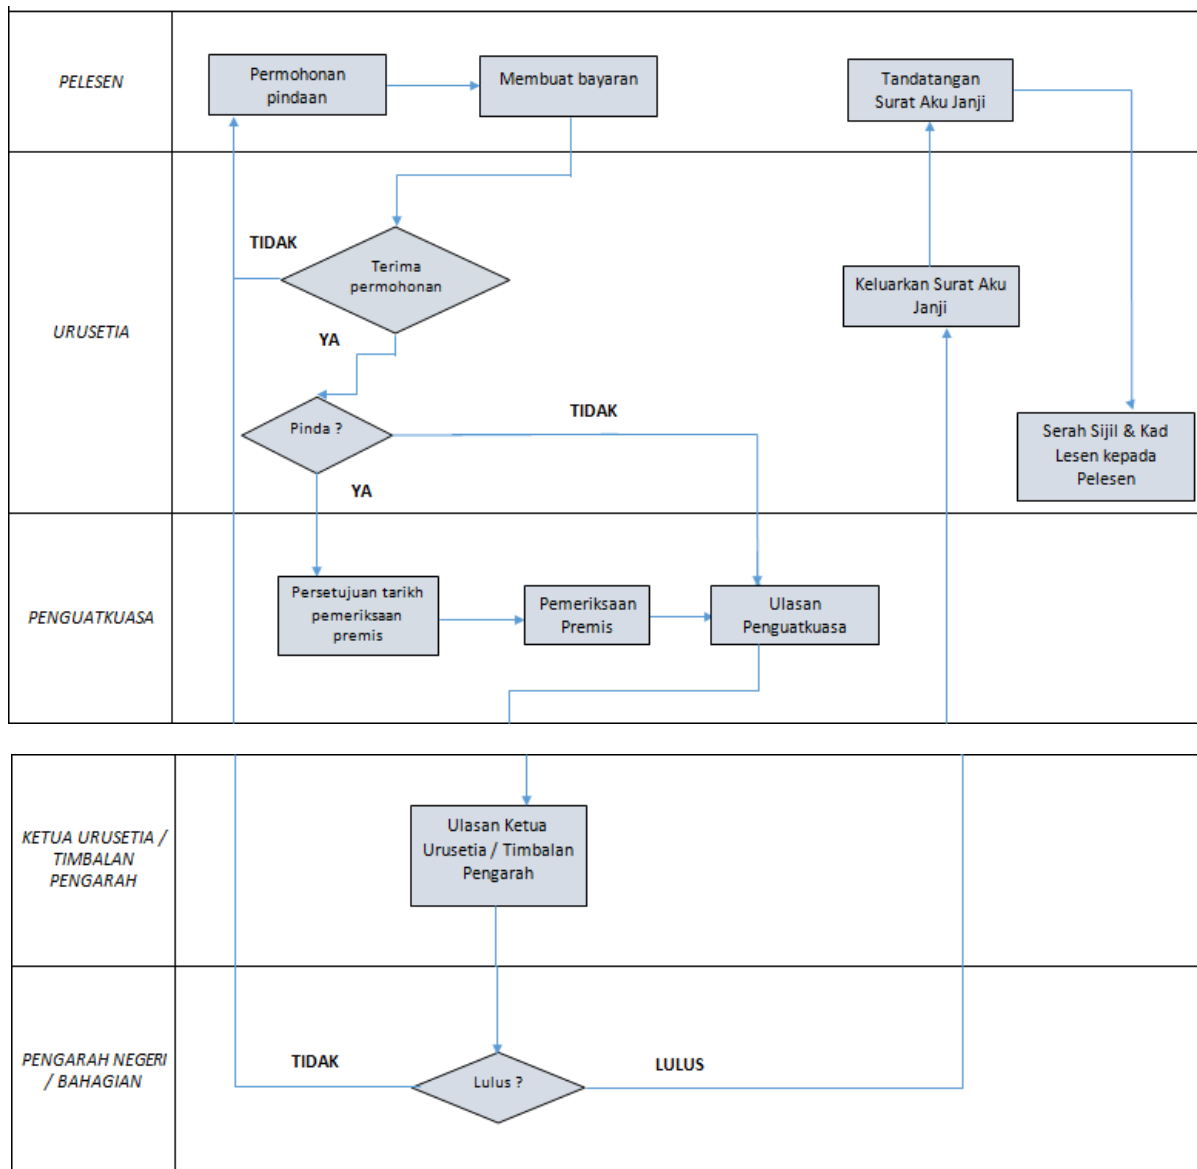 PELESEN
Permohonan
pindaan
Membuat bayaran
Tandatangan
Surat Aku Janji
URUSETIA
TIDAK
Terima
permohonan
YA
Keluarkan Surat Aku
Janji
Pinda ?
TIDAK
YA
Serah Sijil & Kad
Lesen kepada
Pelesen
PENGUATKUASA
Persetujuan tarikh
pemeriksaan
premis
Pemeriksaan
Premis
Ulasan
Penguatkuasa
KETUA URUSETIA /
TIMBALAN
PENGARAH
Ulasan Ketua
Urusetia / Timbalan
Pengarah
PENGARAH NEGERI
/ BAHAGIAN
TIDAK
Lulus ?
LULUS